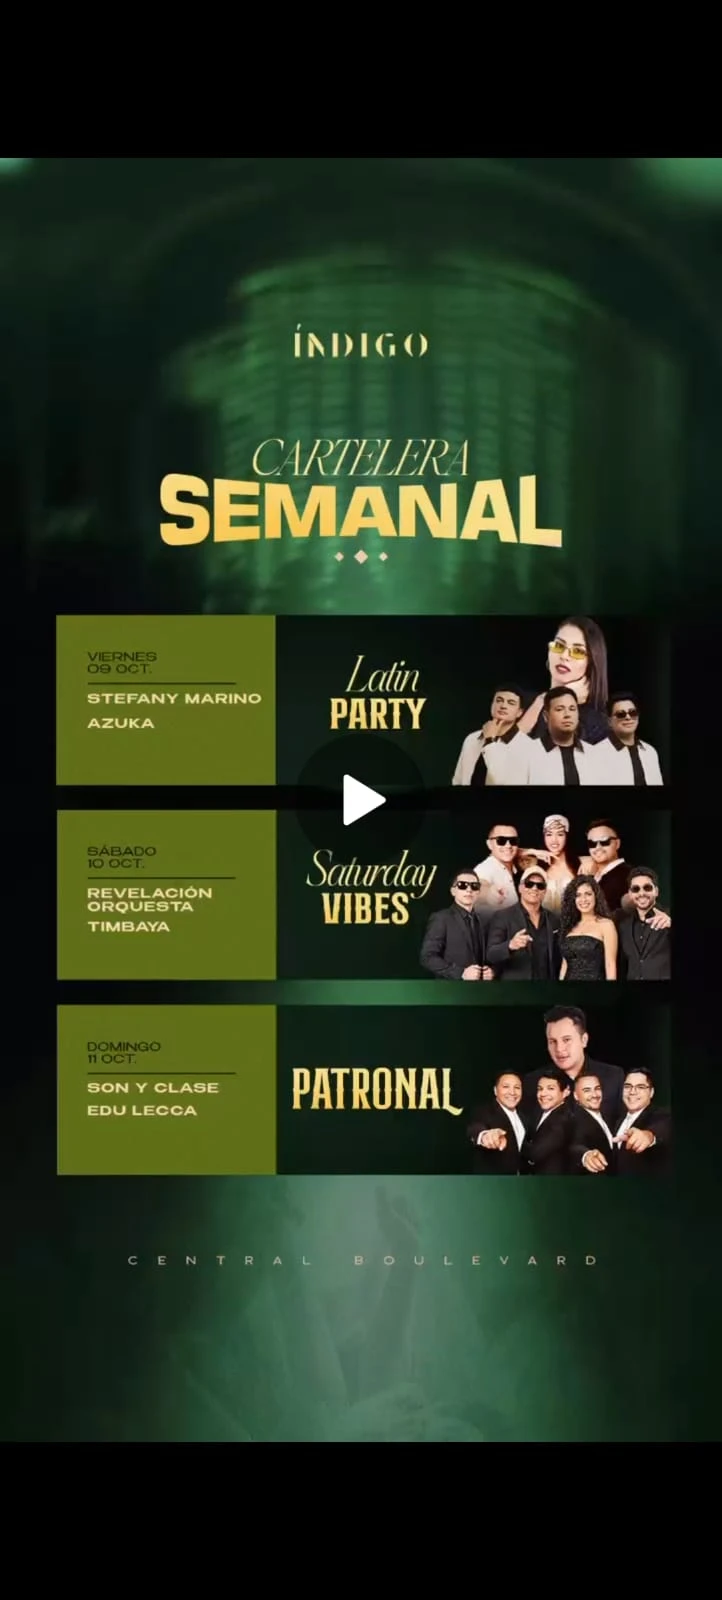 ÍNDIGO
CARTELERA
SEMANAL
VIERNES
09 OCT.
STEFANY MARINO
AZUKA
Latin
PARTY
SÁBADO
10 OCT.
REVELACIÓN
ORQUESTA
TIMBAYA
Saturday
VIBES
DOMINGO
11 OCT.
SON Y CLASE
EDU LECCA
PATRONAL
CENTRAL BOULEVARD